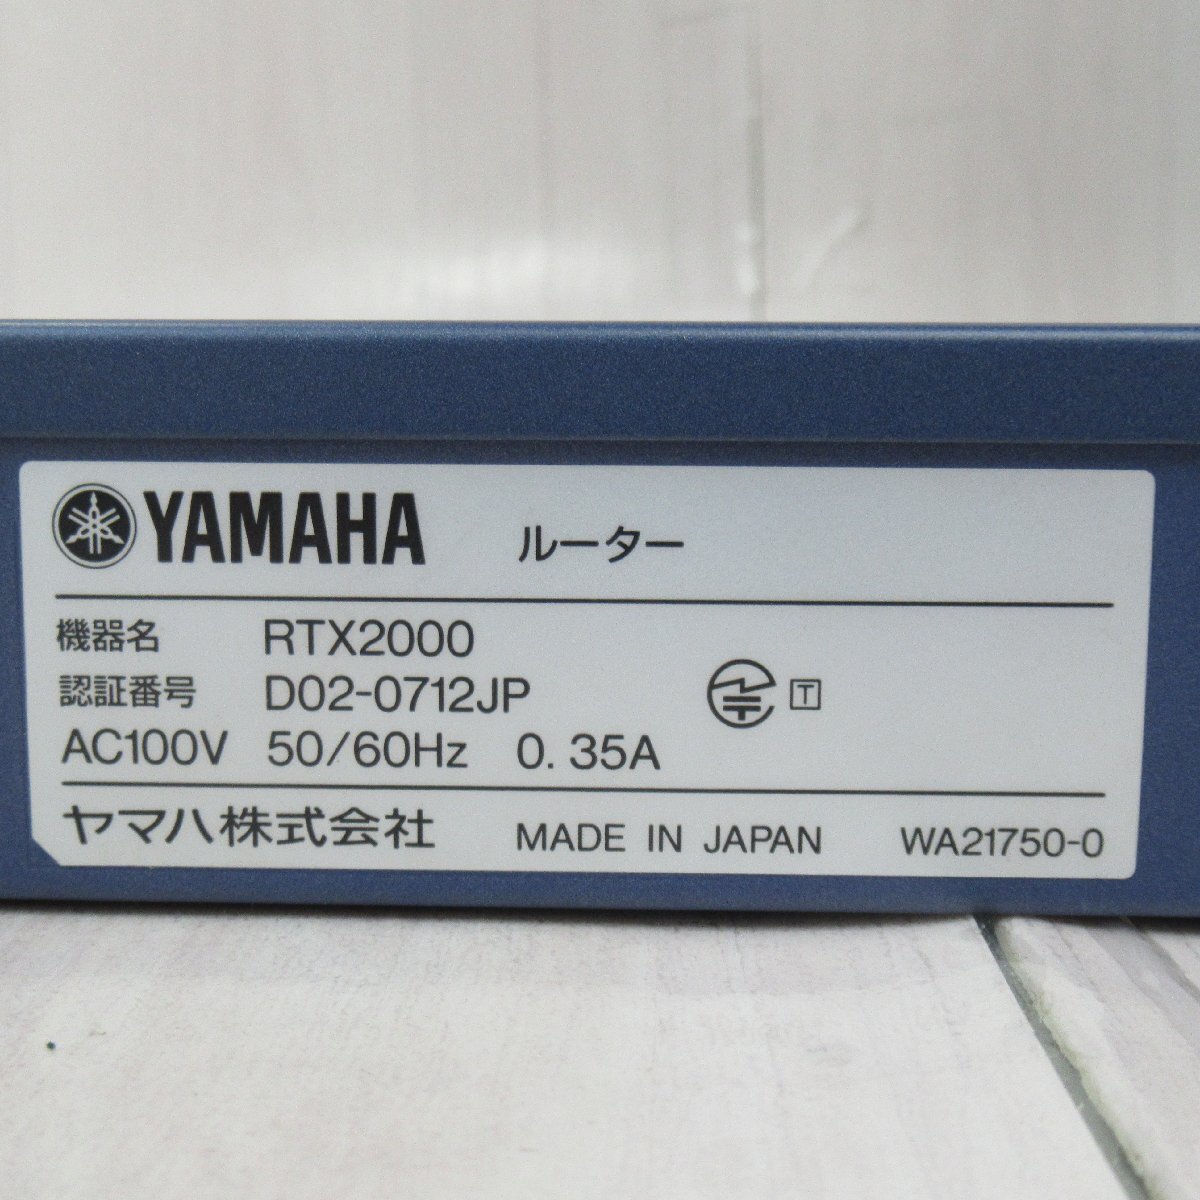 YAMAHA ルーター
機器名 RTX2000
認証番号 D02-0712JP T
AC100V 50/60Hz 0.35A
ヤマハ株式会社 MADE IN JAPAN WA21750-0